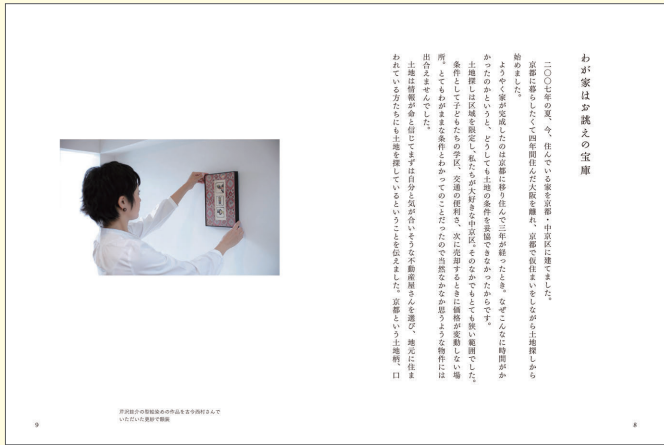 わが家はお誂えの宝庫
二〇〇七年の夏、今、住んでいる家を京都・中京区に建てました。
京都に暮らしたくて四年間住んだ大阪を離れ、京都で仮住まいをしながら土地探しから
始めました。
ようやく家が完成したのは京都に移り住んで三年が経ったとき。なぜこんなに時間がか
かったのかというと、どうしても土地の条件を妥協できなかったからです。
土地探しは区域を限定し、私たちが大好きな中京区。そのなかでもとても狭い範囲でした。
条件として子どもたちの学区、交通の便利さ、次に売却するときに価格が変動しない場
所。とてもわがままな条件とわかってのことだったので当然なかなか思うような物件には
出合えませんでした。
土地は情報が命と信じてまずは自分と気が合いそうな不動産屋さんを選び、地元に住ま
われている方たちにも土地を探しているということを伝えました。京都という土地柄、口
8
芹沢銈介の型絵染めの作品を古今西村さんで
いただいた更紗で額装
9